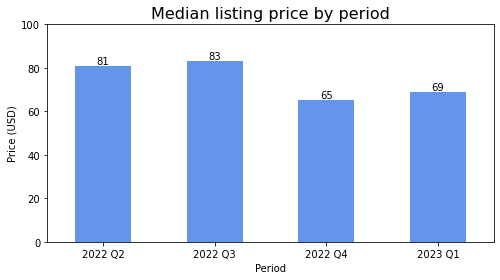 Median listing price by period
Price (USD)
100
80
60
40
20
0
81
83
65
69
2022 Q2
2022 Q3
2022 Q4
2023 Q1
Period